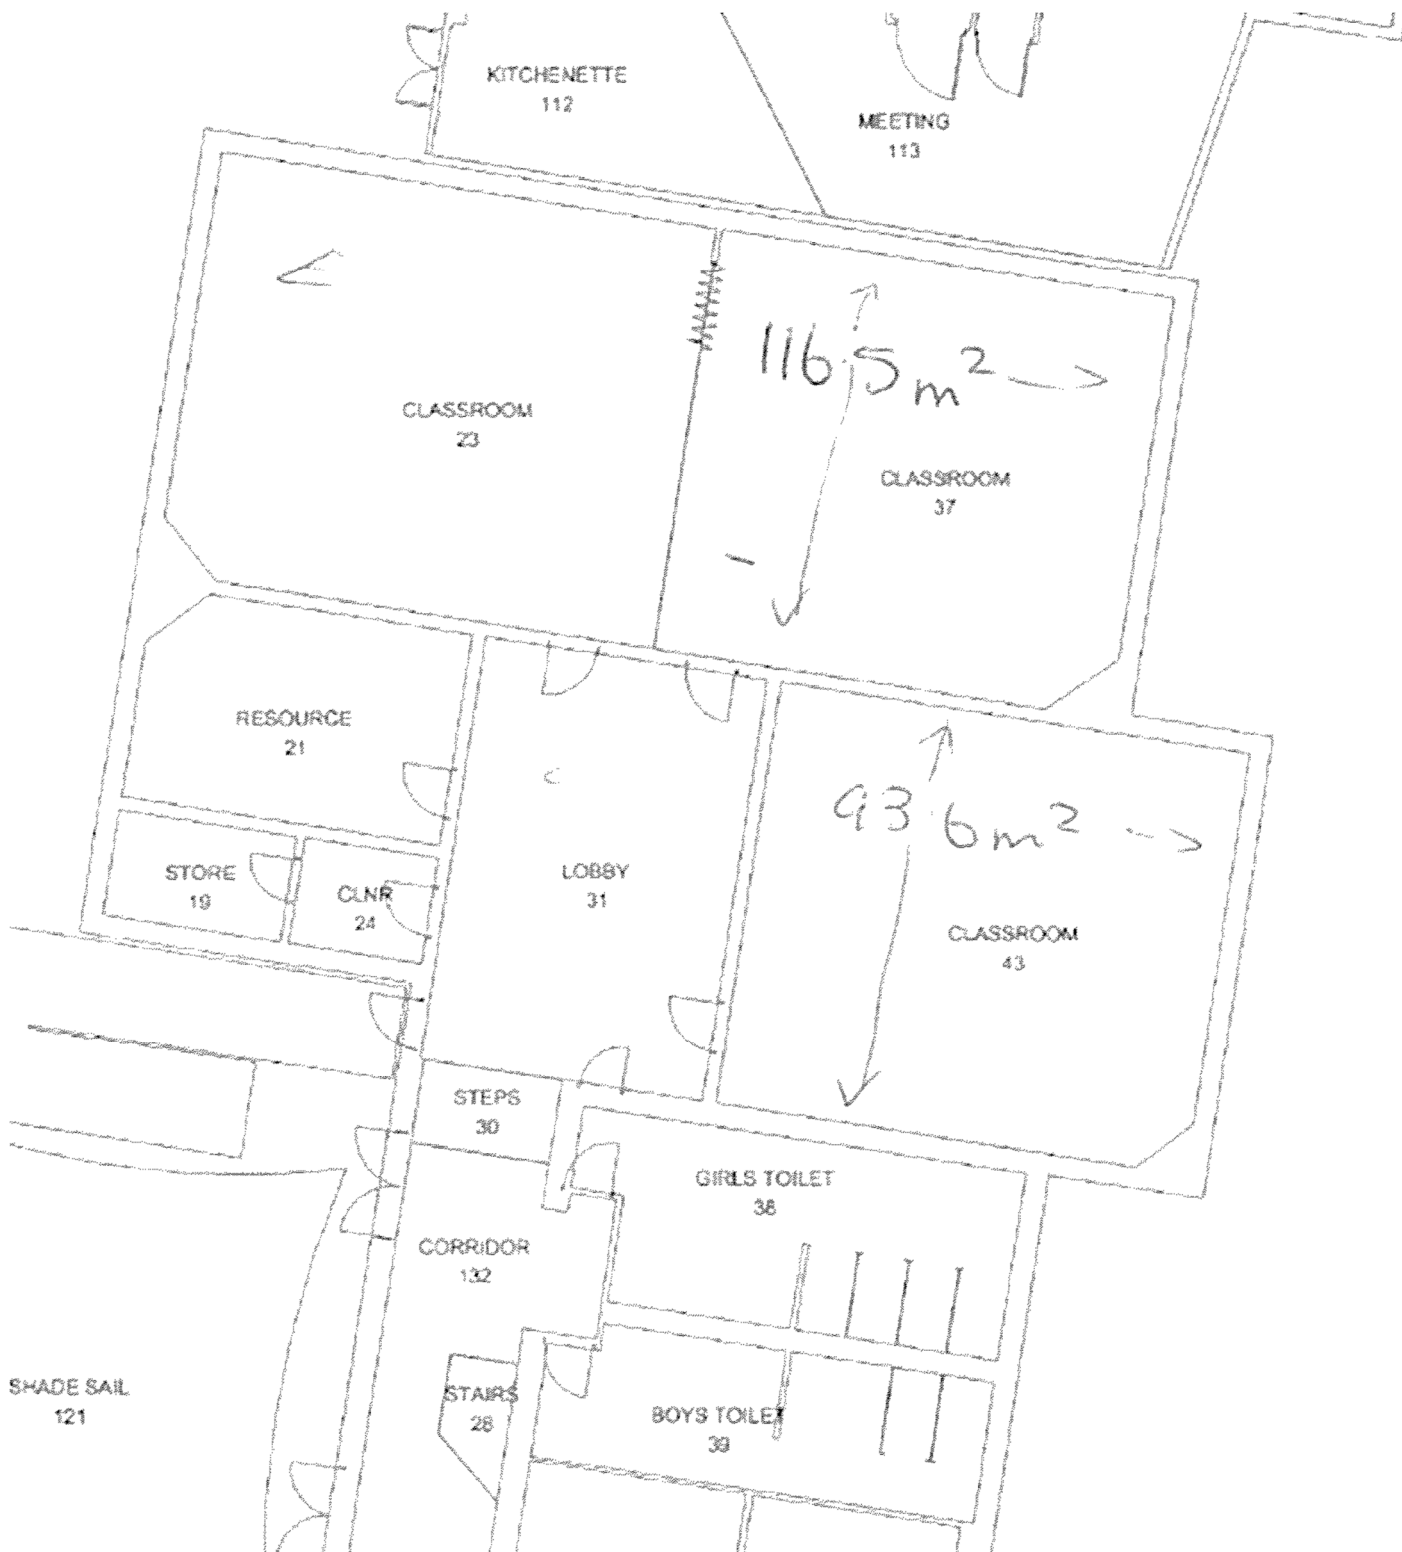 KITCHENETTE
112
MEETING
113
116.5m²
CLASSROOM
23
CLASSROOM
37
RESOURCE
21
93.6m²
STORE
19
CLNR
24
LOBBY
31
CLASSROOM
43
STEPS
30
GIRLS TOILET
38
CORRIDOR
132
SHADE SAIL
121
STAIRS
28
BOYS TOILET
39